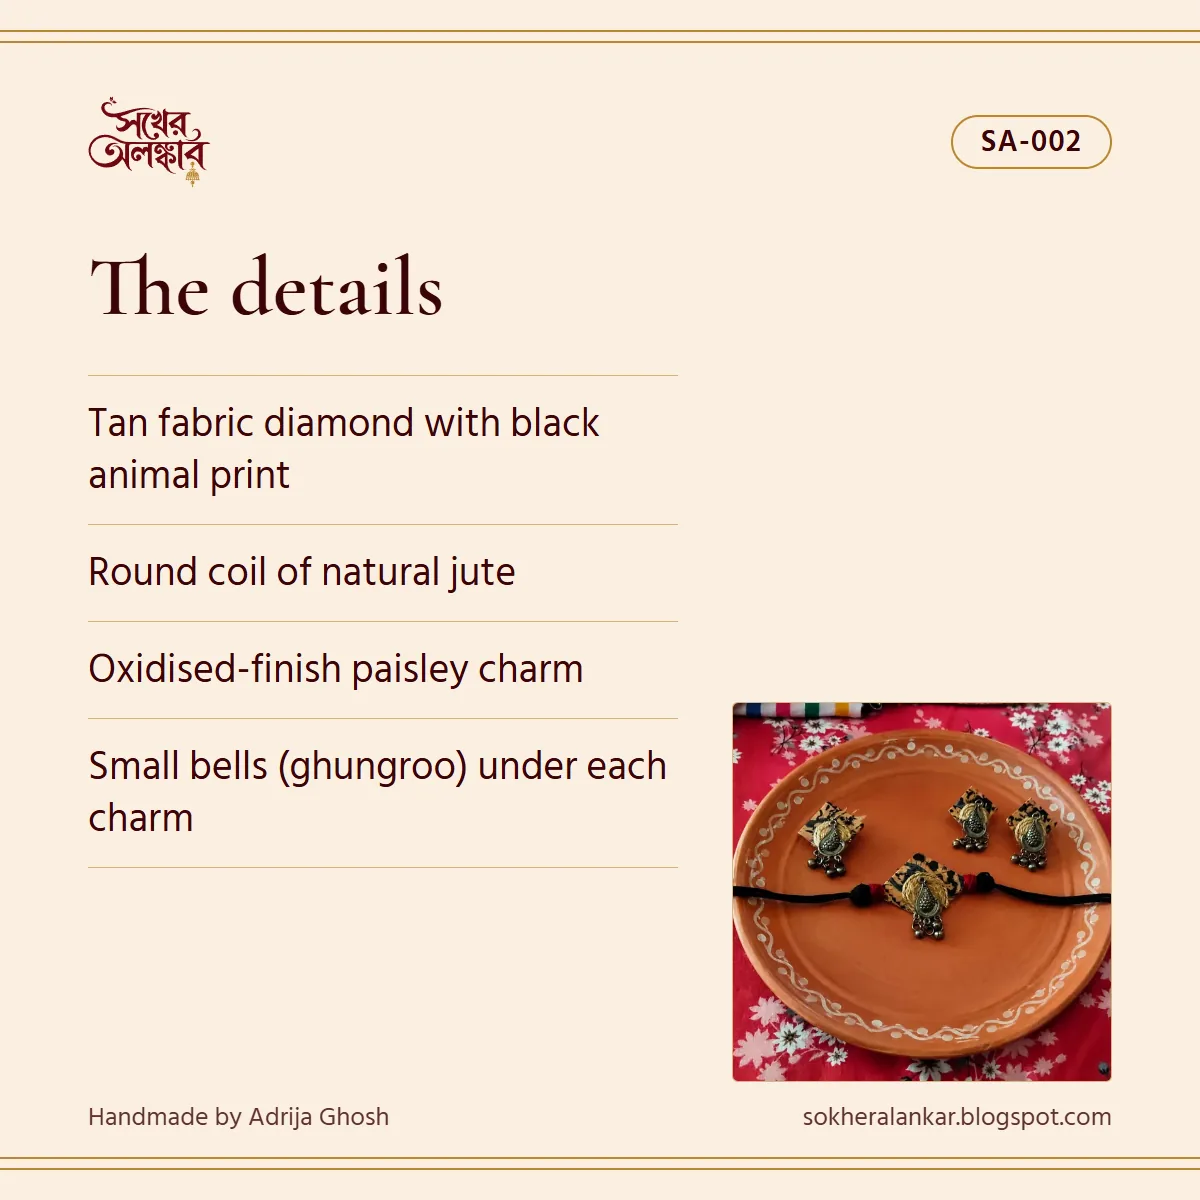 সখের
অলঙ্কার
SA-002
The details
Tan fabric diamond with black
animal print
Round coil of natural jute
Oxidised-finish paisley charm
Small bells (ghungroo) under each
charm
Handmade by Adrija Ghosh
sokheralankar.blogspot.com